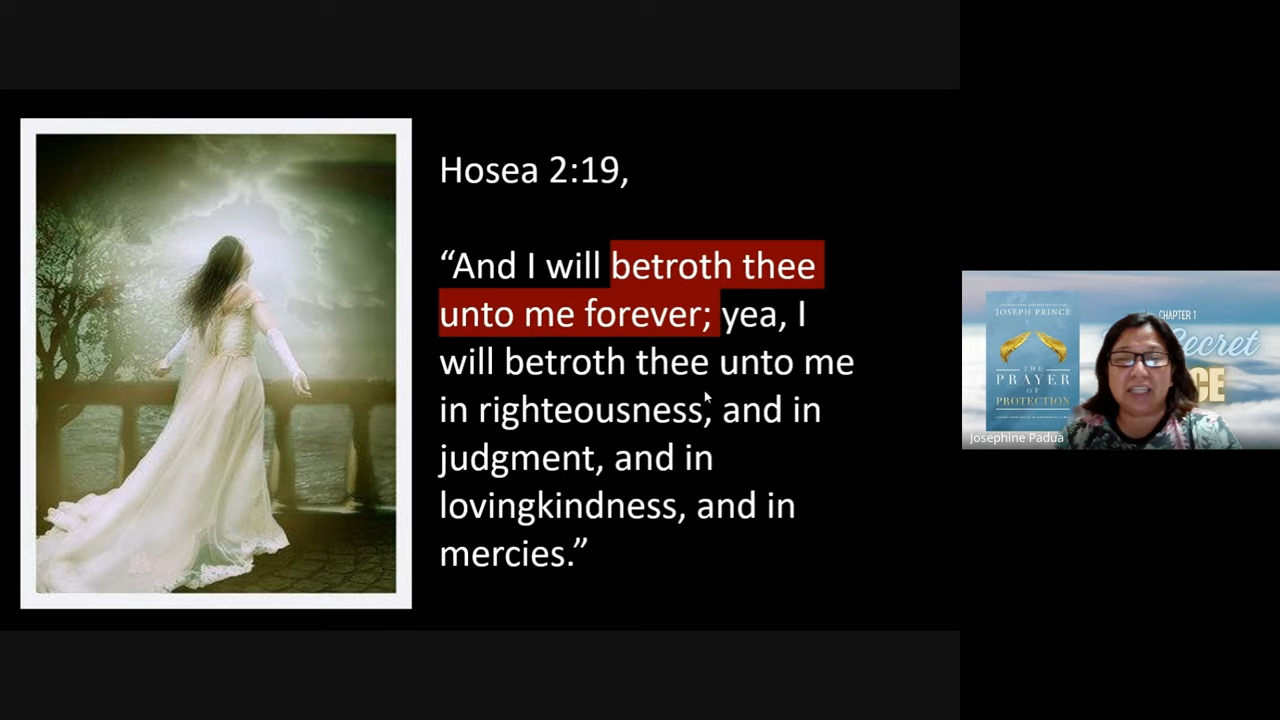 Hosea 2:19,
“And I will betroth thee
unto me forever; yea, I
will betroth thee unto me
in righteousness, and in
judgment, and in
lovingkindness, and in
mercies.”
JOSEPH PRINCE
THE
PRAYER
OF
PROTECTION
CHAPTER 1
Secret
CE
Josephine Padua